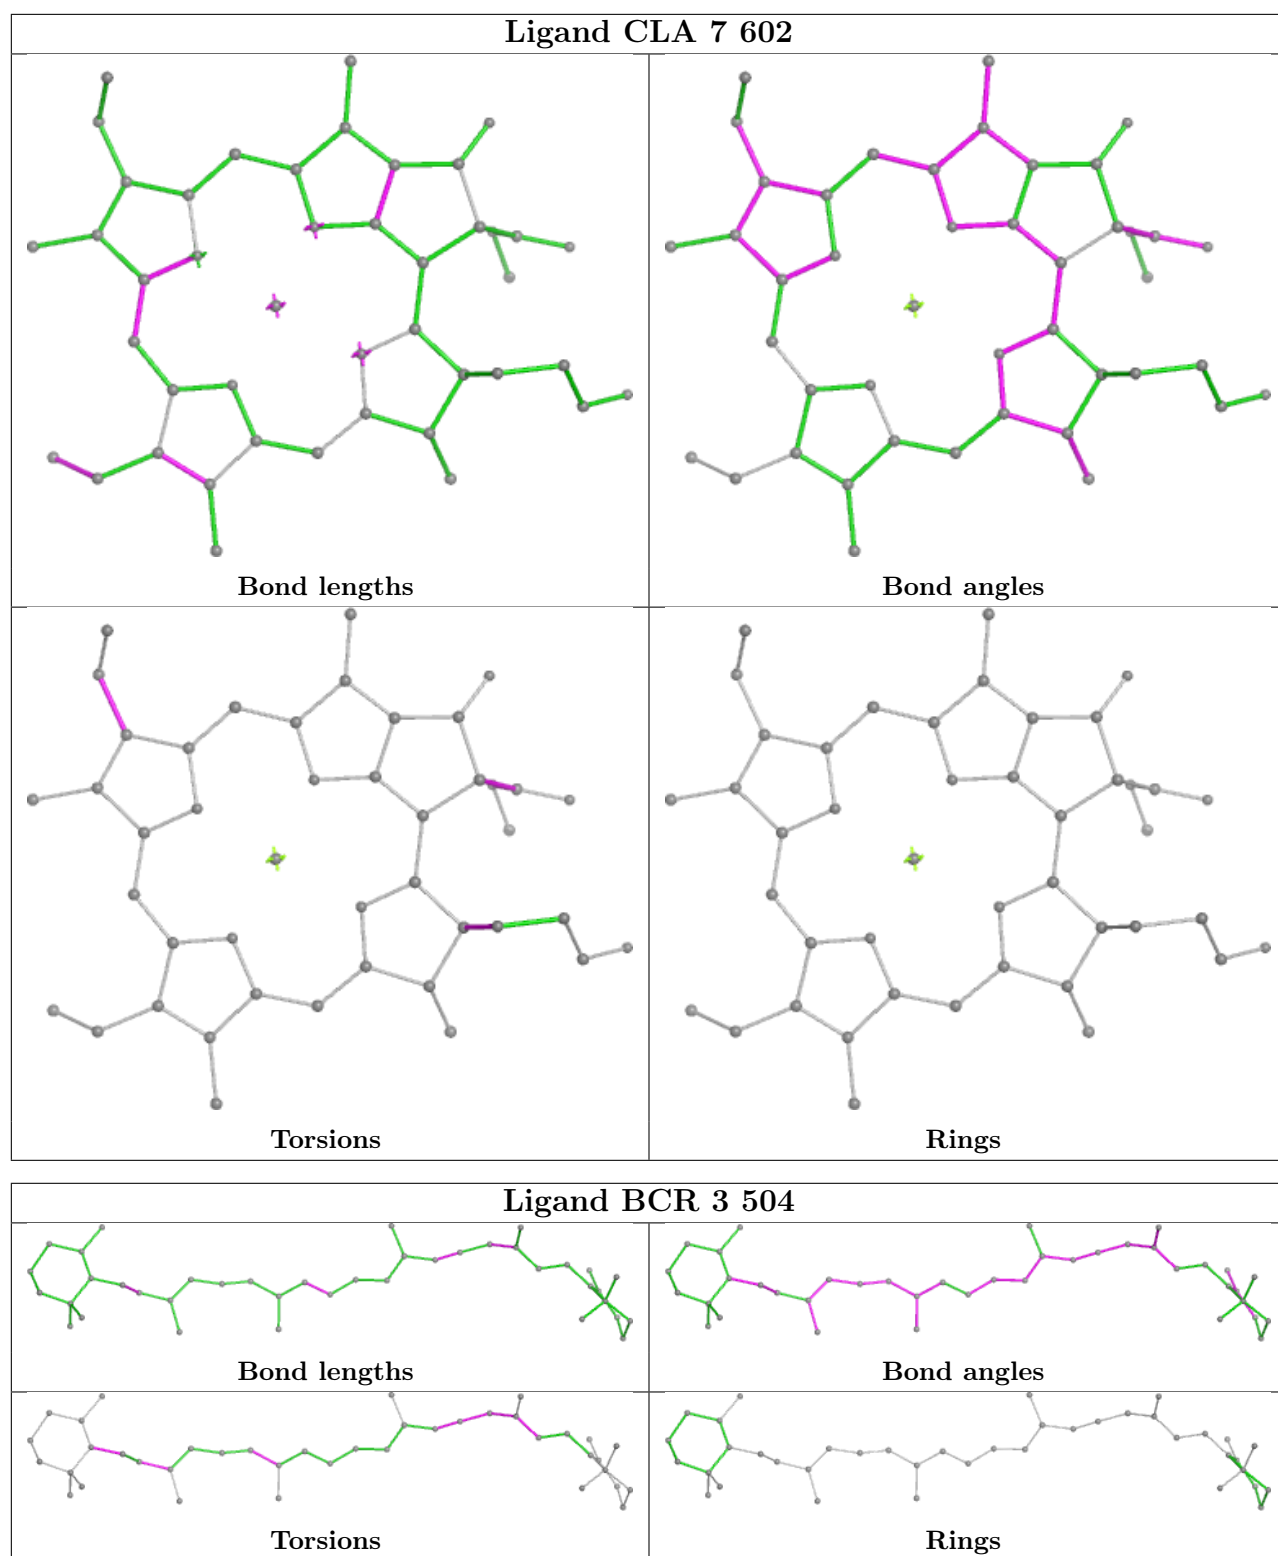 Ligand CLA 7 602
Bond lengths
Bond angles
Torsions
Rings
Ligand BCR 3 504
Bond lengths
Bond angles
Torsions
Rings